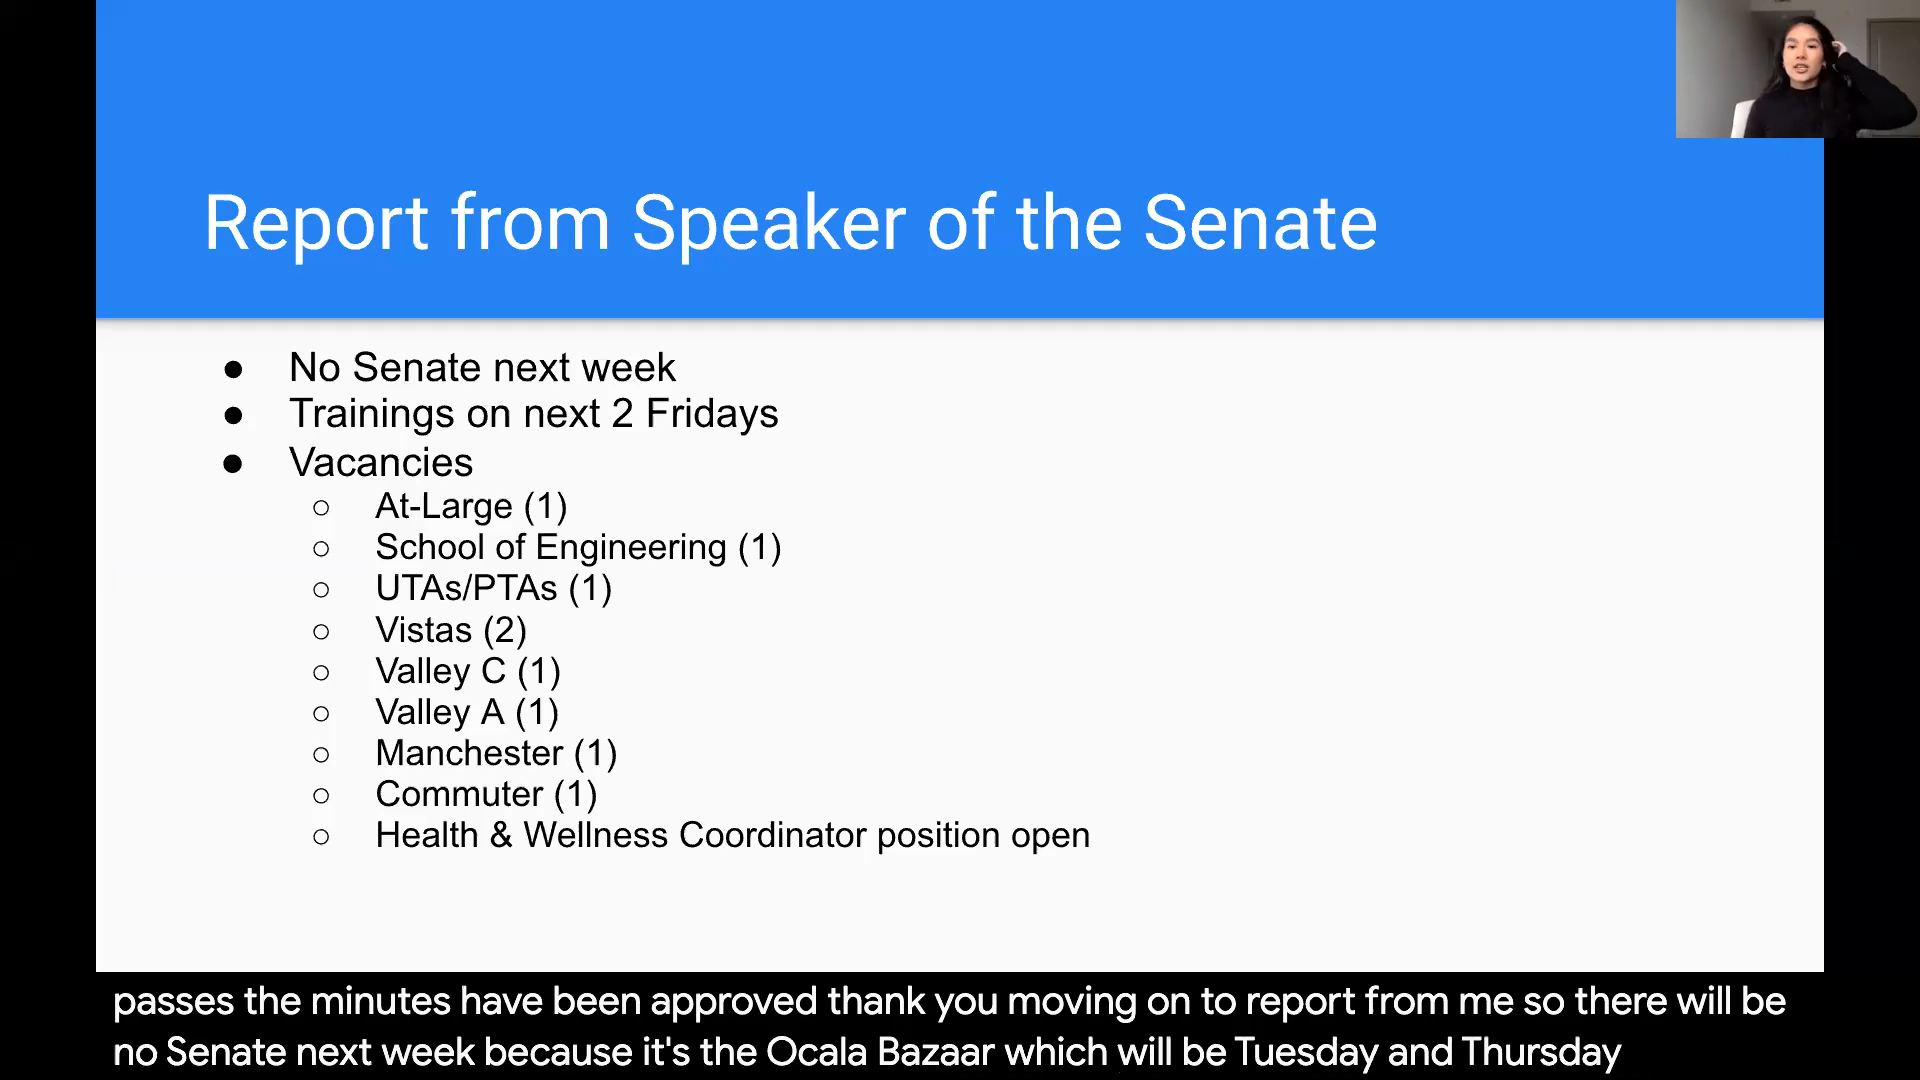 Report from Speaker of the Senate
● No Senate next week
● Trainings on next 2 Fridays
● Vacancies
○ At-Large (1)
○ School of Engineering (1)
○ UTAs/PTAs (1)
○ Vistas (2)
○ Valley C (1)
○ Valley A (1)
○ Manchester (1)
○ Commuter (1)
○ Health & Wellness Coordinator position open
passes the minutes have been approved thank you moving on to report from me so there will be
no Senate next week because it's the Ocala Bazaar which will be Tuesday and Thursday